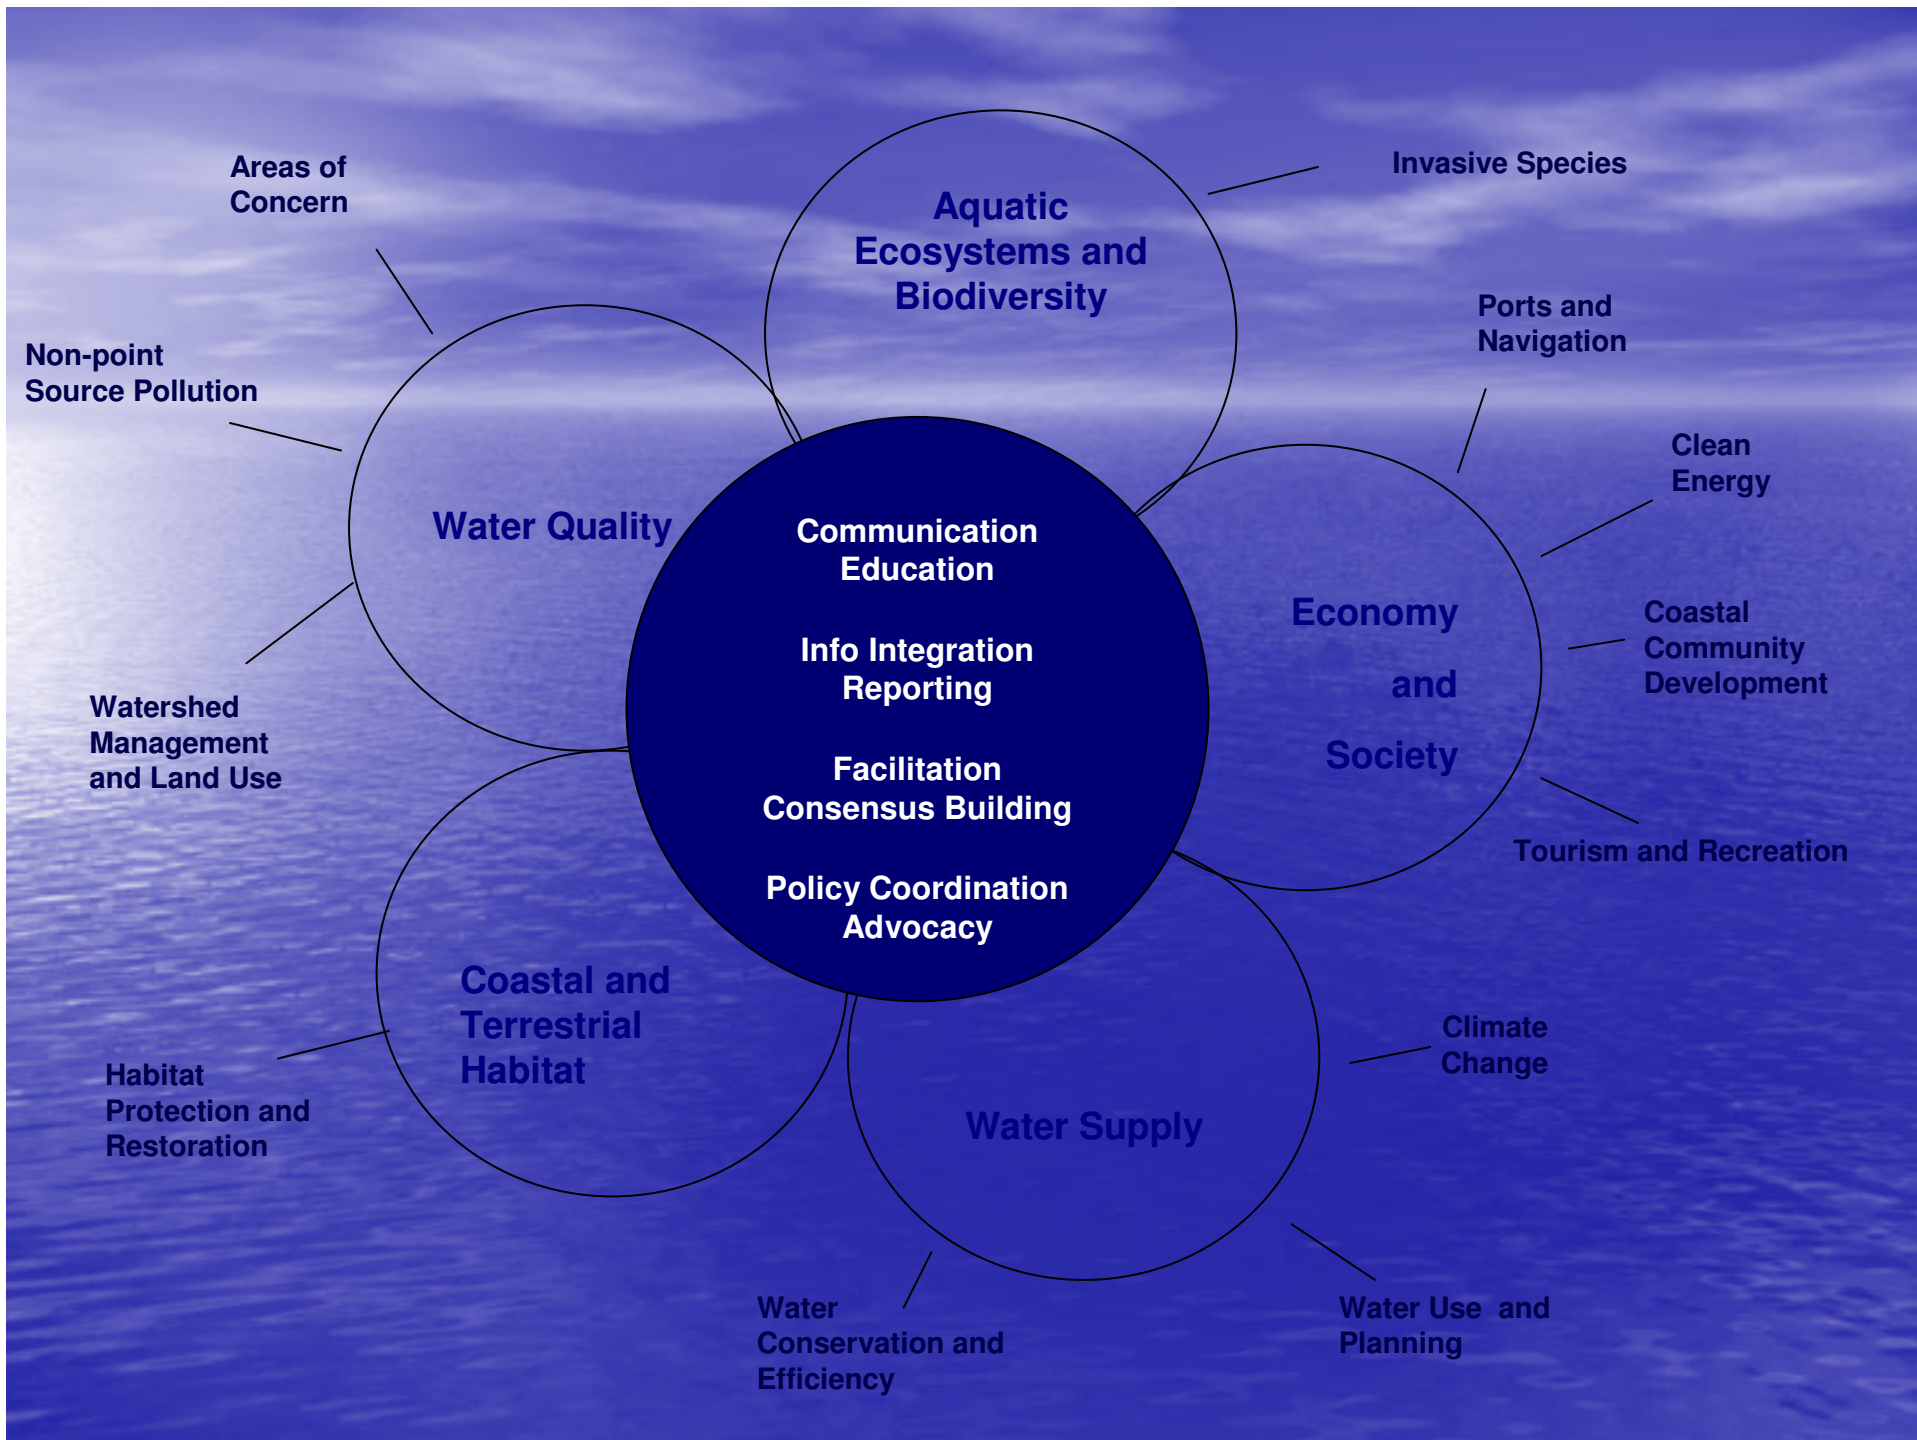 Areas of
Concern
Invasive Species
Aquatic
Ecosystems and
Biodiversity
Ports and
Navigation
Non-point
Source Pollution
Clean
Energy
Water Quality
Communication
Education
Info Integration
Reporting
Facilitation
Consensus Building
Policy Coordination
Advocacy
Economy
and
Society
Coastal
Community
Development
Watershed
Management
and Land Use
Tourism and Recreation
Coastal and
Terrestrial
Habitat
Climate
Change
Habitat
Protection and
Restoration
Water Supply
Water
Conservation and
Efficiency
Water Use  and
Planning